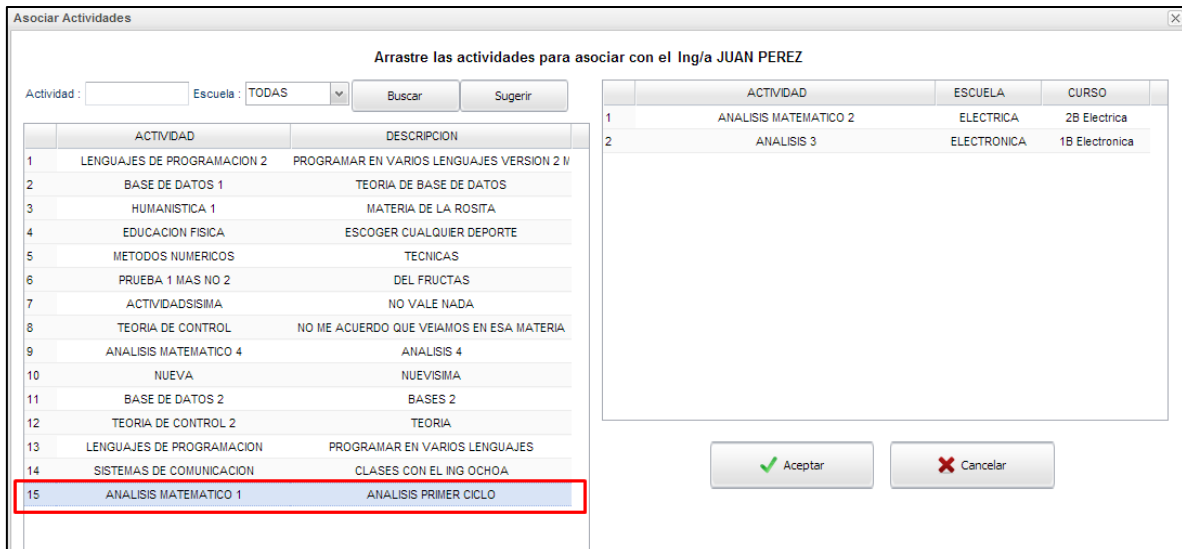 Asociar Actividades
Arrastre las actividades para asociar con el Ing/a JUAN PEREZ
Actividad : Escuela : TODAS Buscar Sugerir
ACTIVIDAD DESCRIPCION
1 LENGUAJES DE PROGRAMACION 2 PROGRAMAR EN VARIOS LENGUAJES VERSION 2 M
2 BASE DE DATOS 1 TEORIA DE BASE DE DATOS
3 HUMANISTICA 1 MATERIA DE LA ROSITA
4 EDUCACION FISICA ESCOGER CUALQUIER DEPORTE
5 METODOS NUMERICOS TECNICAS
6 PRUEBA 1 MAS NO 2 DEL FRUCTAS
7 ACTIVIDADSISIMA NO VALE NADA
8 TEORIA DE CONTROL NO ME ACUERDO QUE VEIAMOS EN ESA MATERIA
9 ANALISIS MATEMATICO 4 ANALISIS 4
10 NUEVA NUEVISIMA
11 BASE DE DATOS 2 BASES 2
12 TEORIA DE CONTROL 2 TEORIA
13 LENGUAJES DE PROGRAMACION PROGRAMAR EN VARIOS LENGUAJES
14 SISTEMAS DE COMUNICACION CLASES CON EL ING OCHOA
15 ANALISIS MATEMATICO 1 ANALISIS PRIMER CICLO
ACTIVIDAD ESCUELA CURSO
1 ANALISIS MATEMATICO 2 ELECTRICA 2B Electrica
2 ANALISIS 3 ELECTRONICA 1B Electronica
Aceptar Cancelar